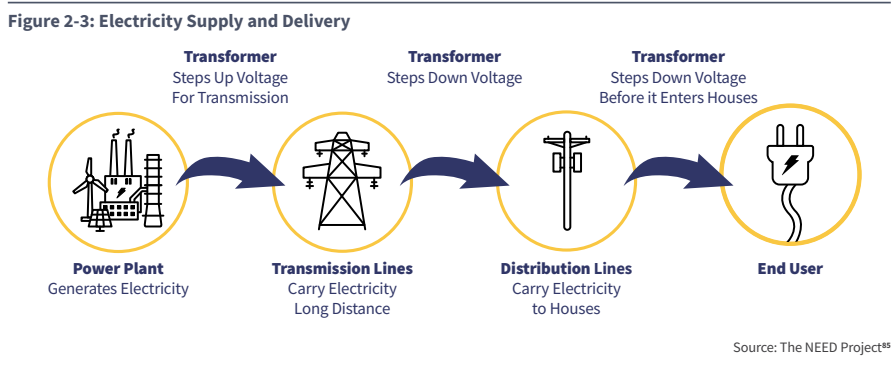 Figure 2-3: Electricity Supply and Delivery
Transformer
Steps Up Voltage
For Transmission
Transformer
Steps Down Voltage
Transformer
Steps Down Voltage
Before it Enters Houses
Power Plant
Generates Electricity
Transmission Lines
Carry Electricity
Long Distance
Distribution Lines
Carry Electricity
to Houses
End User
Source: The NEED Project⁸⁵